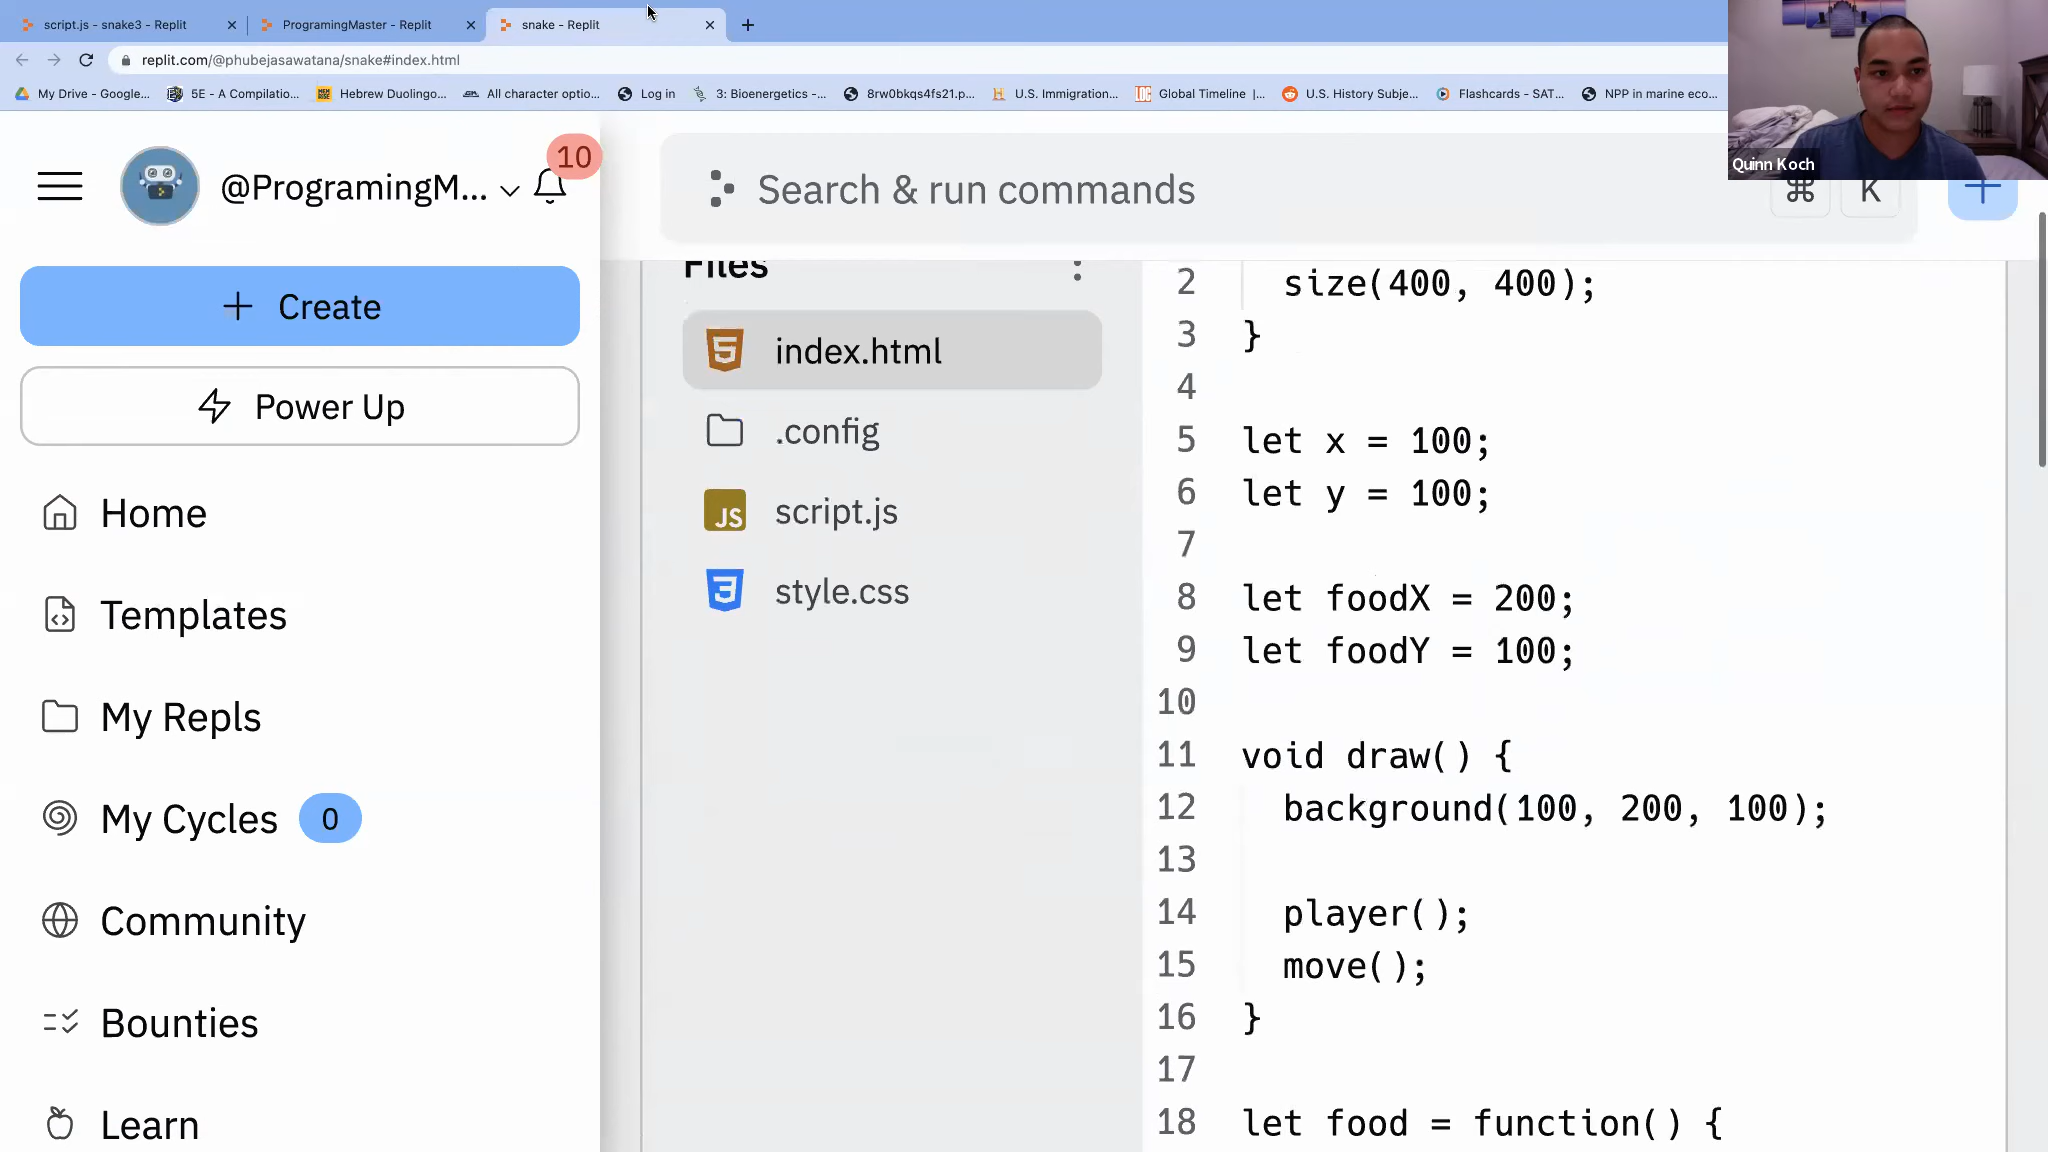 script.js - snake3 - Replit
ProgramingMaster - Replit
snake - Replit
replit.com/@phubejasawatana/snake#index.html
My Drive - Google...
5E - A Compilatio...
Hebrew Duolingo...
All character optio...
Log in
3: Bioenergetics -...
8rw0bkqs4fs21.p...
U.S. Immigration...
Global Timeline |...
U.S. History Subje...
Flashcards - SAT...
NPP in marine eco...
Quinn Koch
@ProgramingM...
10
Search & run commands
⌘ K
Create
Power Up
Home
Templates
My Repls
My Cycles 0
Community
Bounties
Learn
Files
index.html
.config
script.js
style.css
2 size(400, 400);
3 }
4
5 let x = 100;
6 let y = 100;
7
8 let foodX = 200;
9 let foodY = 100;
10
11 void draw() {
12 background(100, 200, 100);
13
14 player();
15 move();
16 }
17
18 let food = function() {